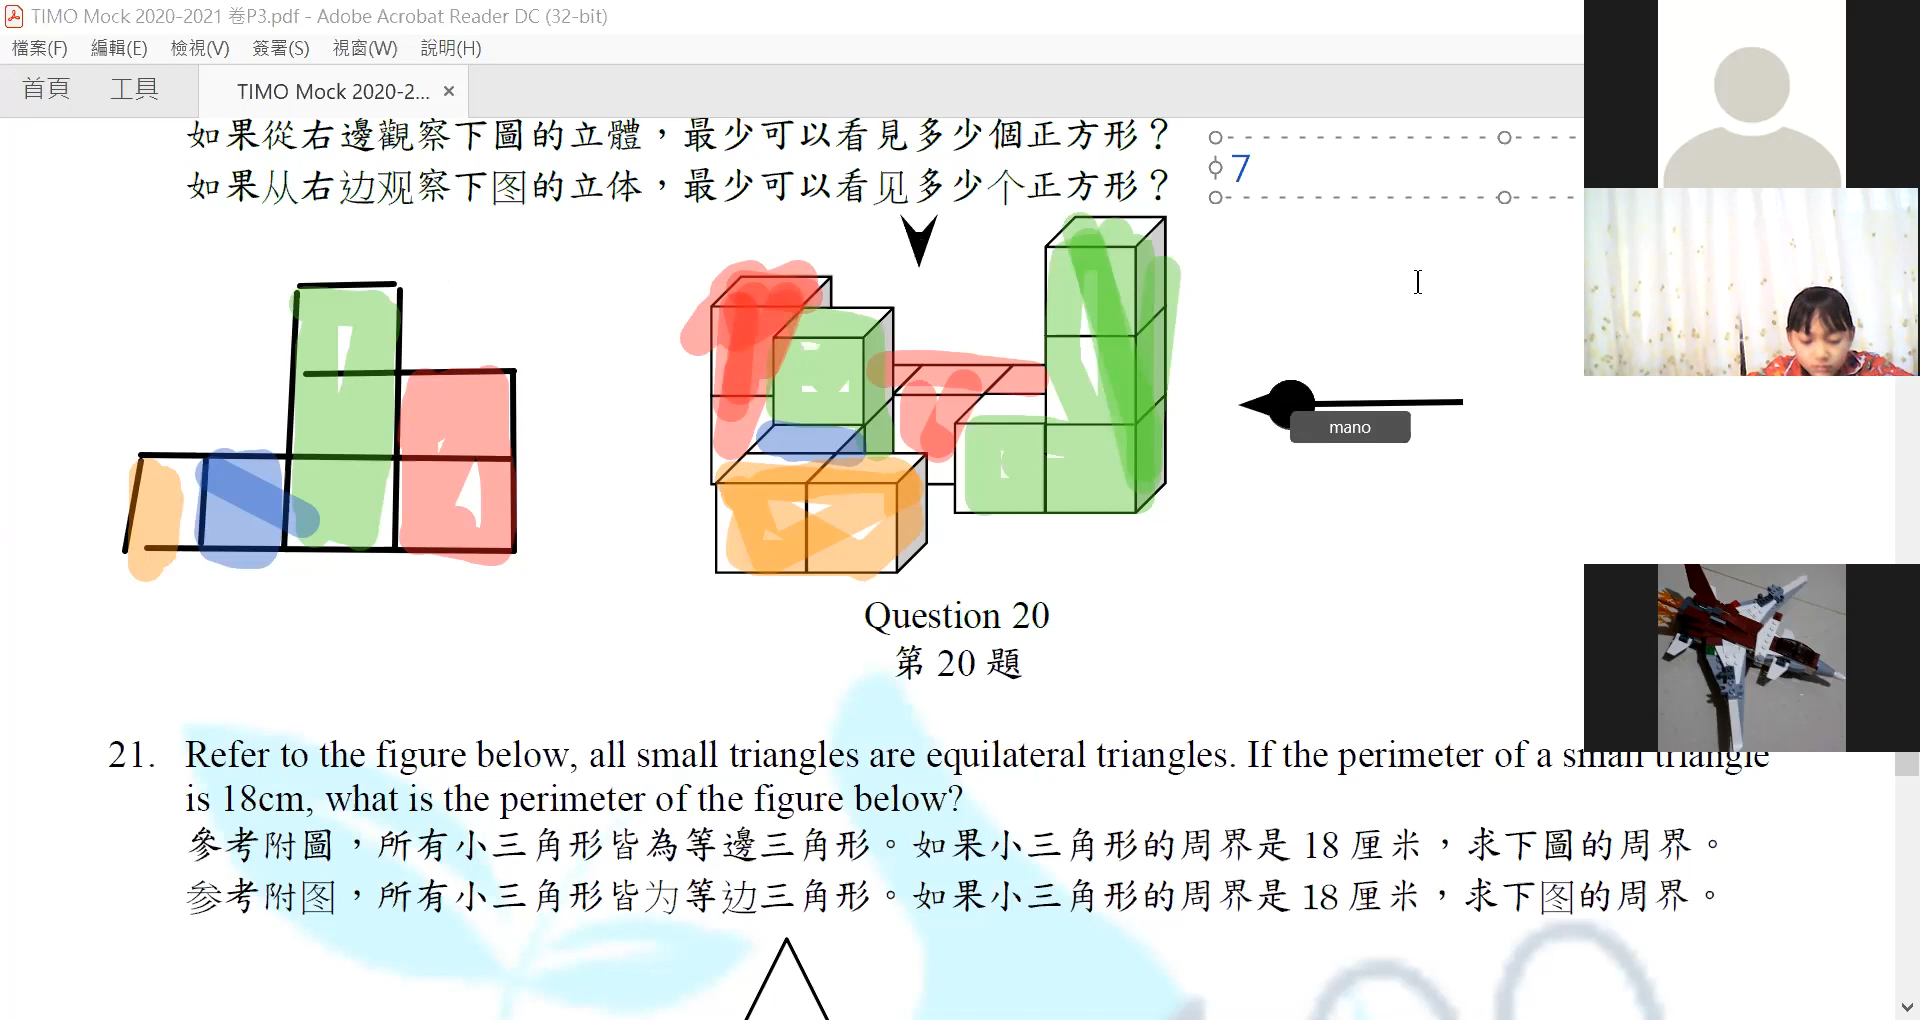 TIMO Mock 2020-2021 卷P3.pdf - Adobe Acrobat Reader DC (32-bit)
檔案(F) 編輯(E) 檢視(V) 簽署(S) 視窗(W) 說明(H)
首頁 工具 TIMO Mock 2020-2... ×
如果從右邊觀察下圖的立體，最少可以看見多少個正方形？
7
如果从右边观察下图的立体，最少可以看见多少个正方形？
mano
Question 20
第 20 題
21. Refer to the figure below, all small triangles are equilateral triangles. If the perimeter of a small triangle
is 18cm, what is the perimeter of the figure below?
參考附圖，所有小三角形皆為等邊三角形。如果小三角形的周界是 18 厘米，求下圖的周界。
参考附图，所有小三角形皆为等边三角形。如果小三角形的周界是 18 厘米，求下图的周界。